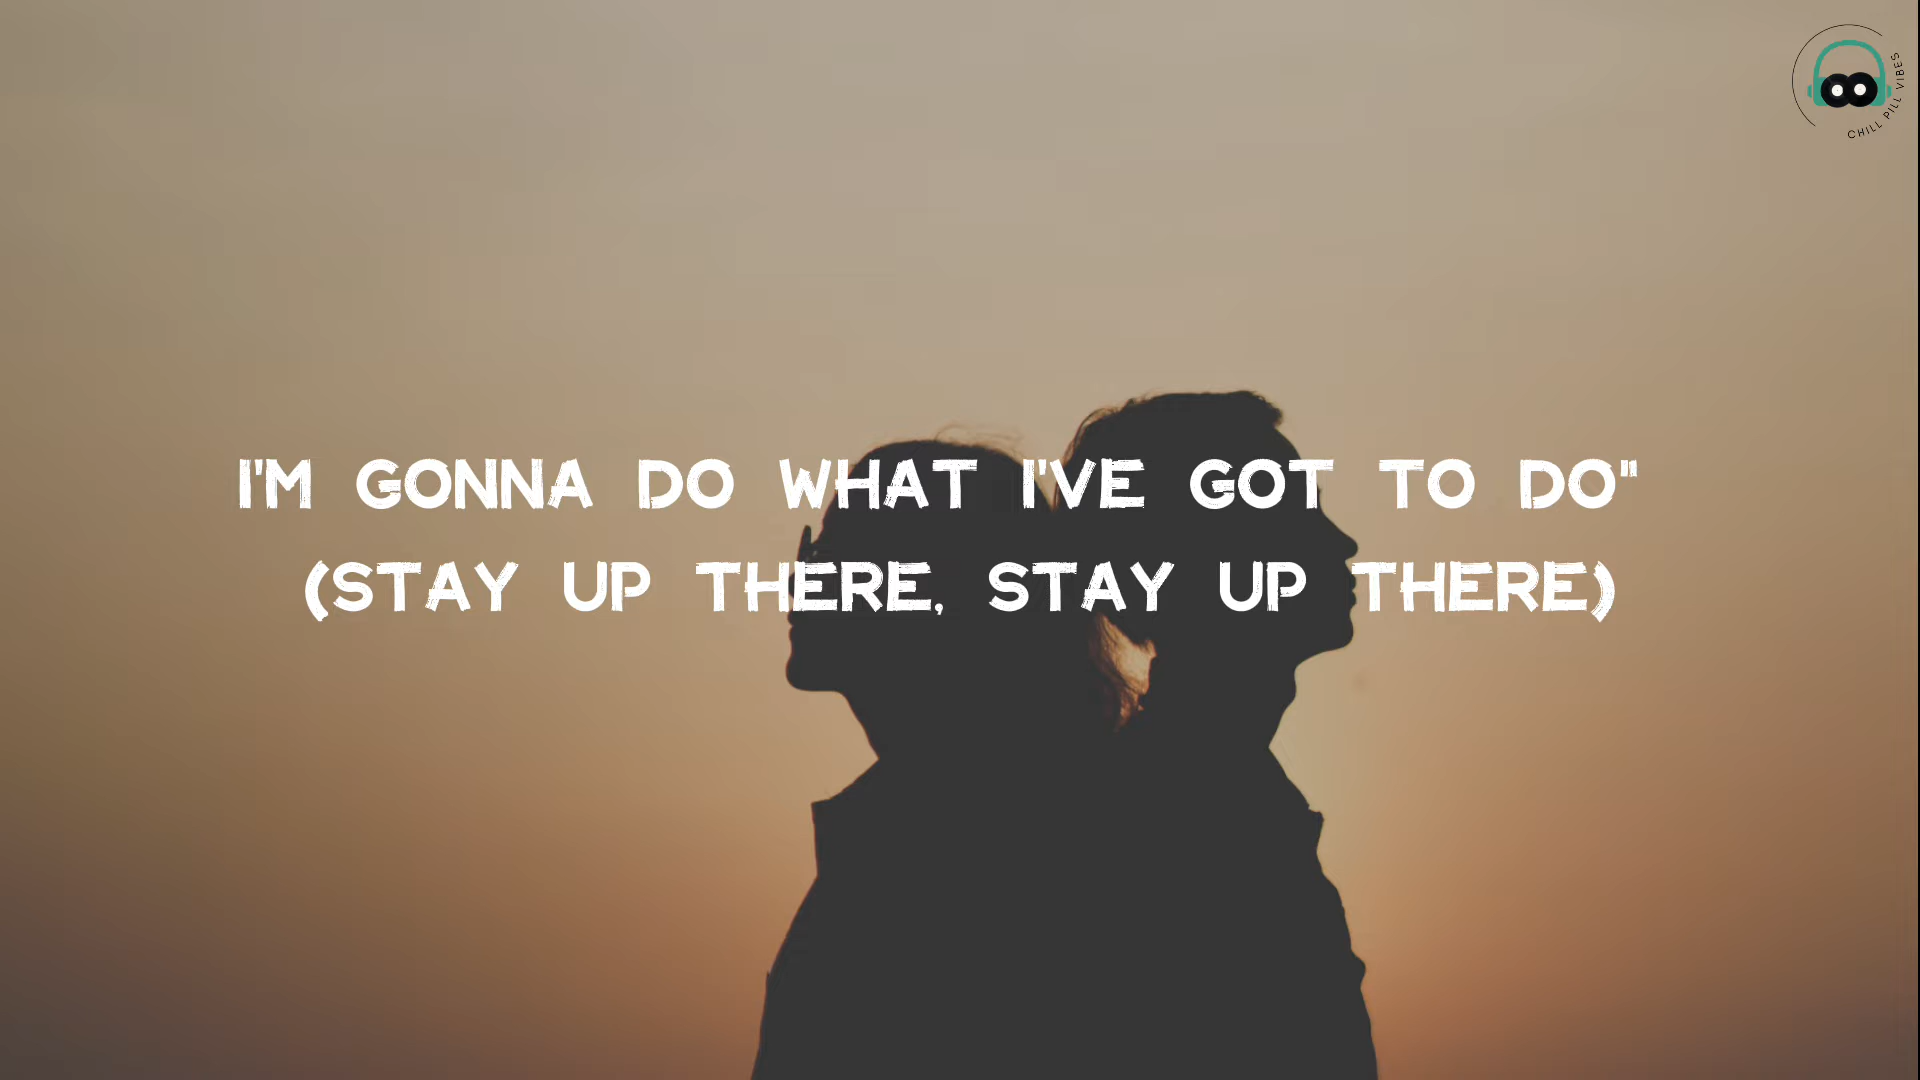 CHILL PILL VIBES
I'M GONNA DO WHAT I'VE GOT TO DO"
(STAY UP THERE, STAY UP THERE)